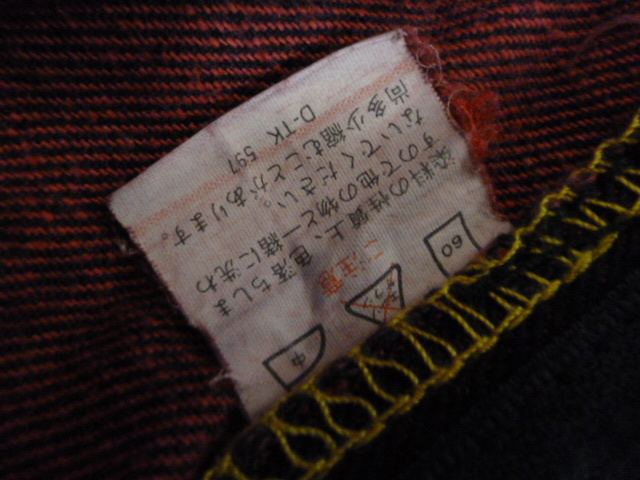 中
ご注意
染料の性質上、色落ちしま
すので他の物と一緒に洗わ
ないでください。
尚多少縮むことがあります。
D-TK 597